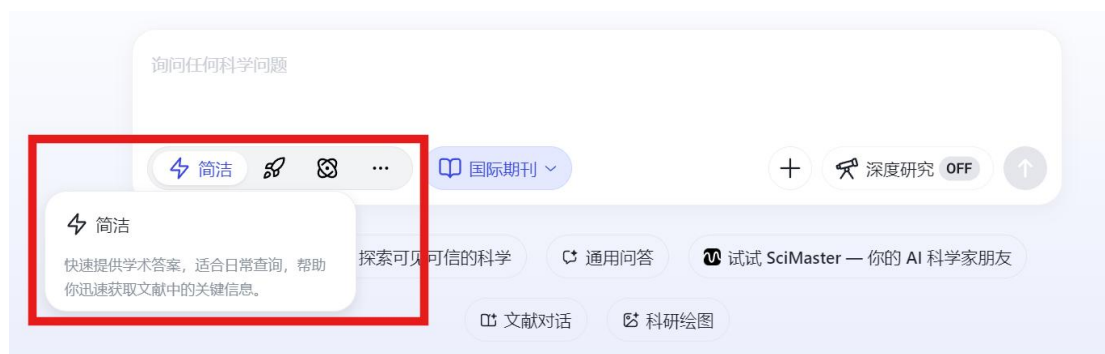 询问任何科学问题
简洁 ··· 国际期刊 深度研究 OFF
简洁
快速提供学术答案，适合日常查询，帮助
你迅速获取文献中的关键信息。
探索可见可信的科学 通用问答 试试 SciMaster — 你的 AI 科学家朋友
文献对话 科研绘图